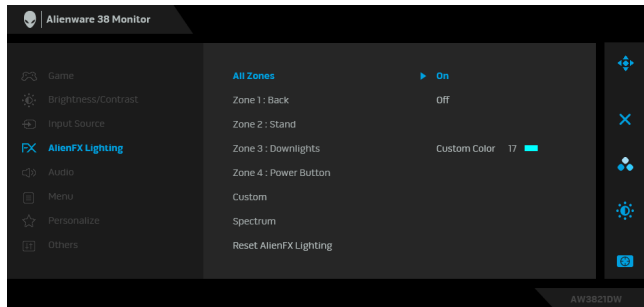 Alienware 38 Monitor
Game
Brightness/Contrast
Input Source
FX AlienFX Lighting
Audio
Menu
Personalize
Others
All Zones
Zone 1 : Back
Zone 2 : Stand
Zone 3 : Downlights
Zone 4 : Power Button
Custom
Spectrum
Reset AlienFX Lighting
On
Off
Custom Color 17
AW3821DW